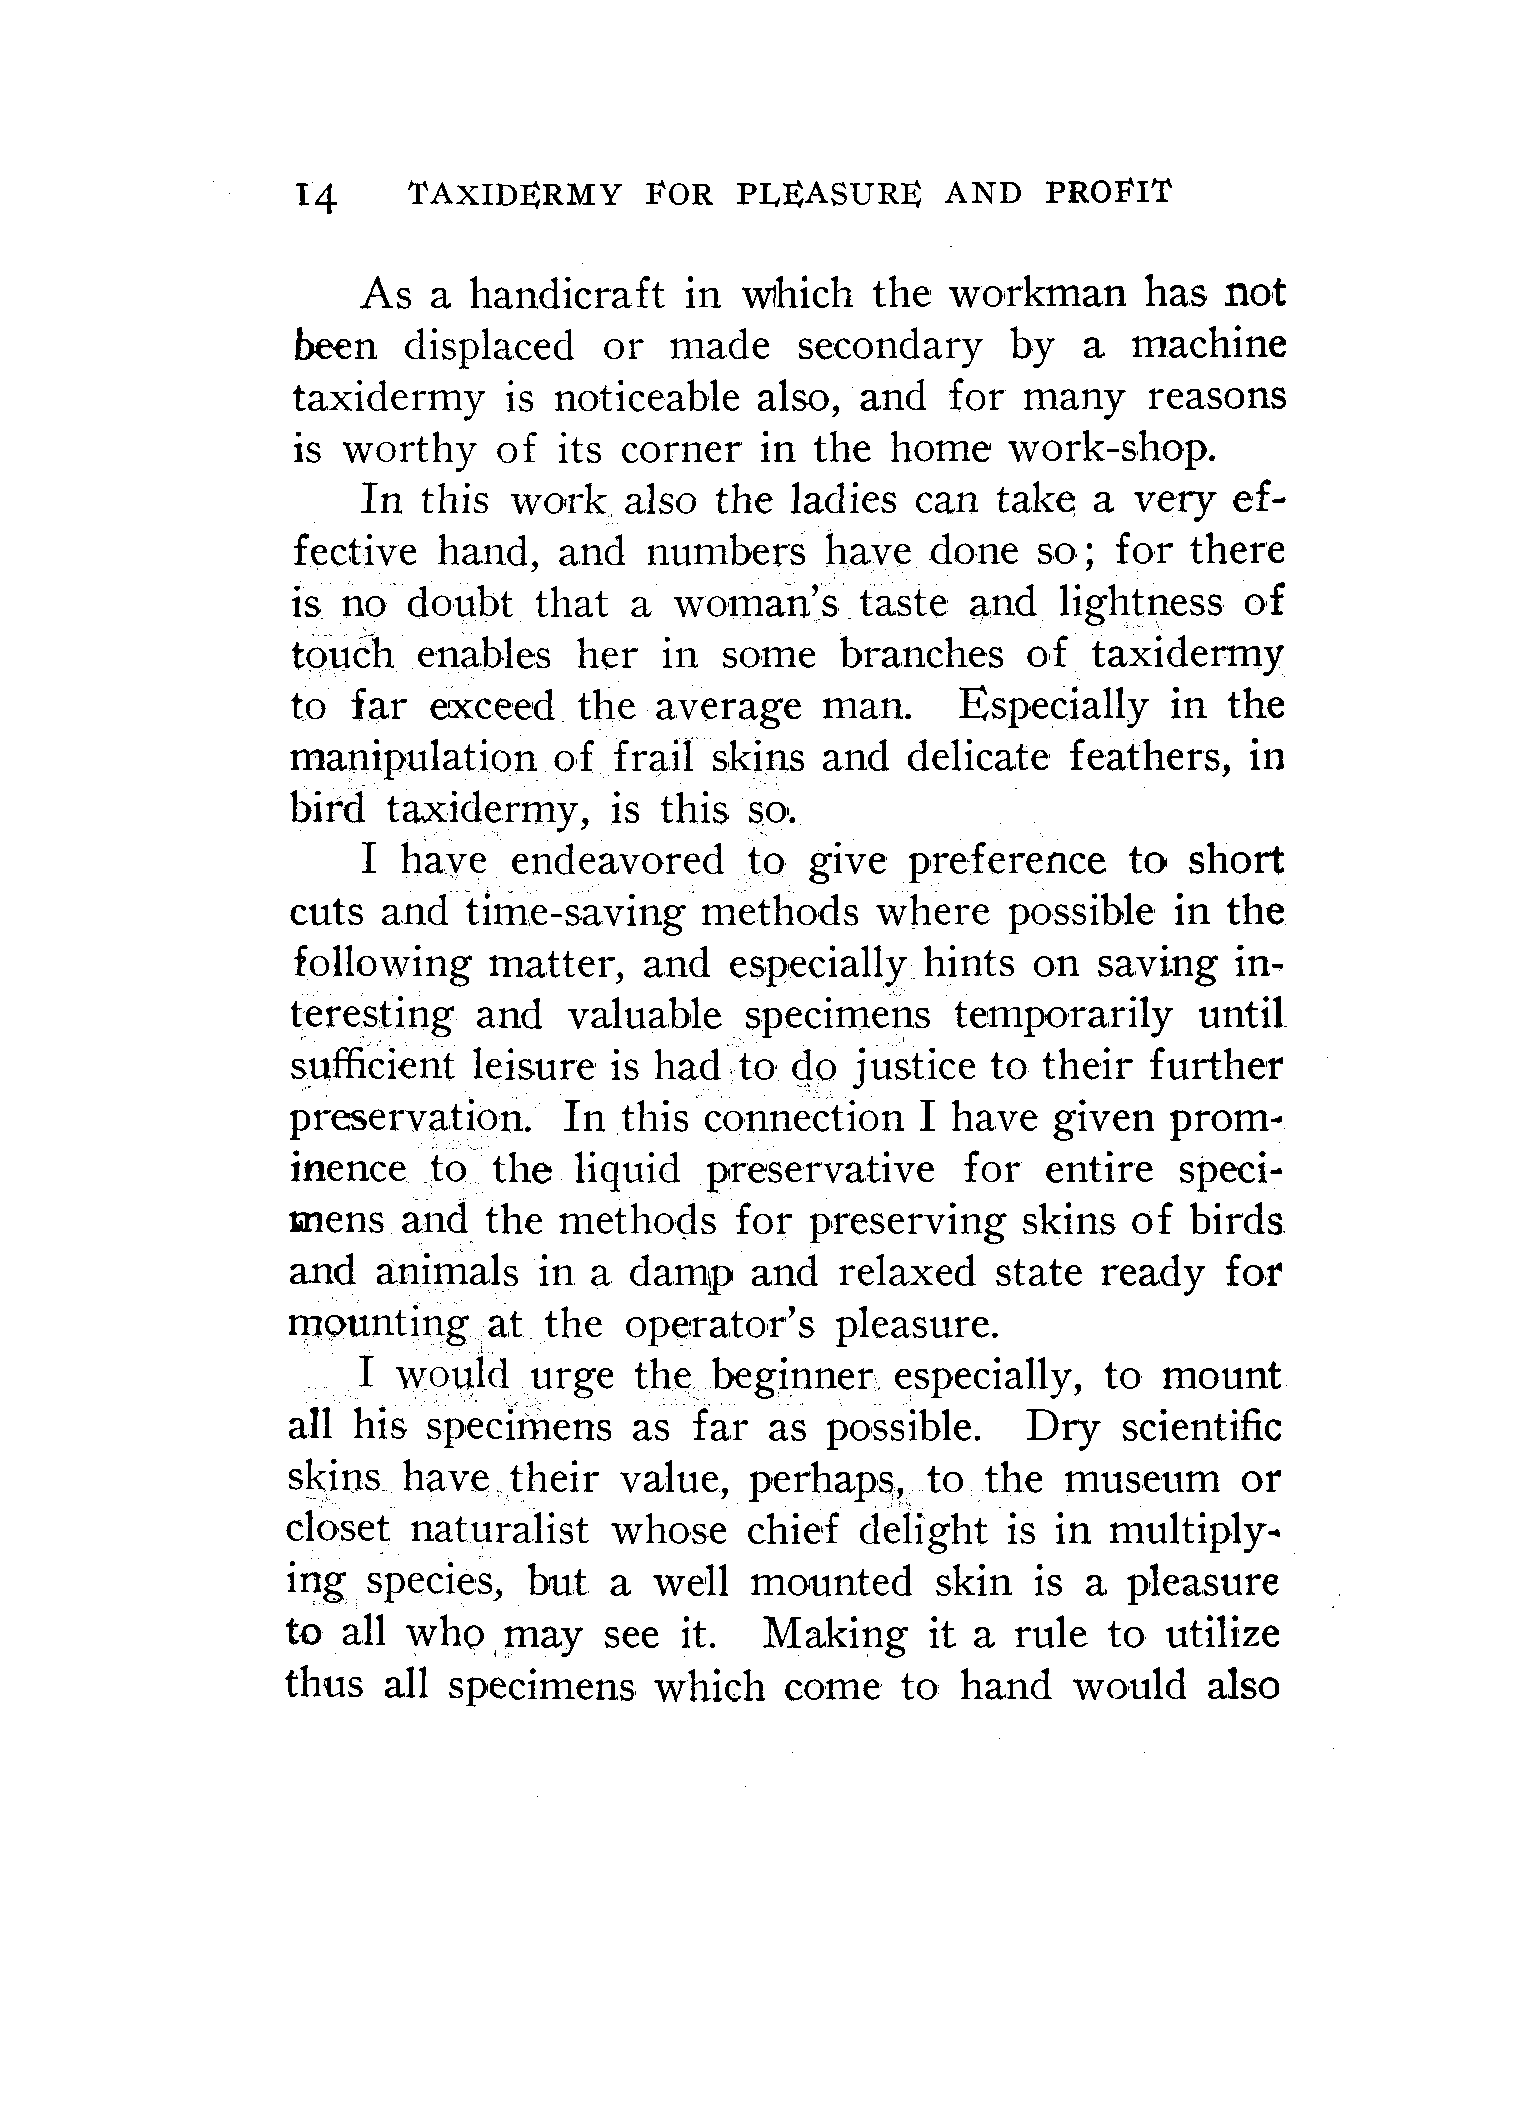 14 TAXIDERMY FOR PLEASURE AND PROFIT
As a handicraft in which the workman has not
been displaced or made secondary by a machine
taxidermy is noticeable also, and for many reasons
is worthy of its corner in the home work-shop.
In this work also the ladies can take a very ef-
fective hand, and numbers have done so; for there
is no doubt that a woman's taste and lightness of
touch enables her in some branches of taxidermy
to far exceed the average man. Especially in the
manipulation of frail skins and delicate feathers, in
bird taxidermy, is this so.
I have endeavored to give preference to short
cuts and time-saving methods where possible in the
following matter, and especially hints on saving in-
teresting and valuable specimens temporarily until
sufficient leisure is had to do justice to their further
preservation. In this connection I have given prom-
inence to the liquid preservative for entire speci-
mens and the methods for preserving skins of birds
and animals in a damp and relaxed state ready for
mounting at the operator's pleasure.
I would urge the beginner especially, to mount
all his specimens as far as possible. Dry scientific
skins have their value, perhaps, to the museum or
closet naturalist whose chief delight is in multiply-
ing species, but a well mounted skin is a pleasure
to all who may see it. Making it a rule to utilize
thus all specimens which come to hand would also